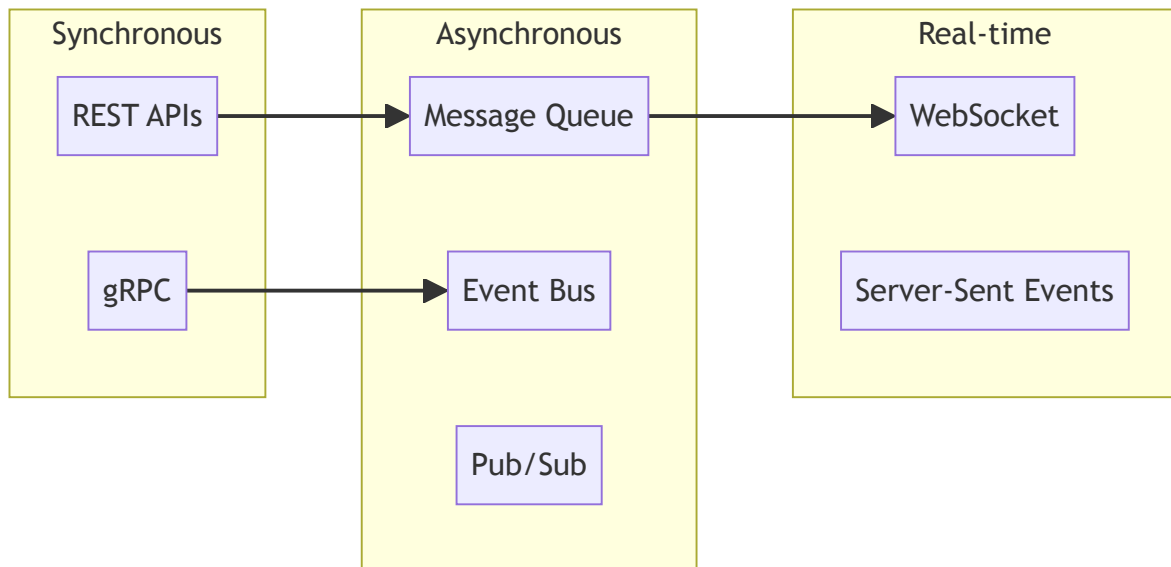 Synchronous
REST APIs
gRPC
Asynchronous
Message Queue
Event Bus
Pub/Sub
Real-time
WebSocket
Server-Sent Events